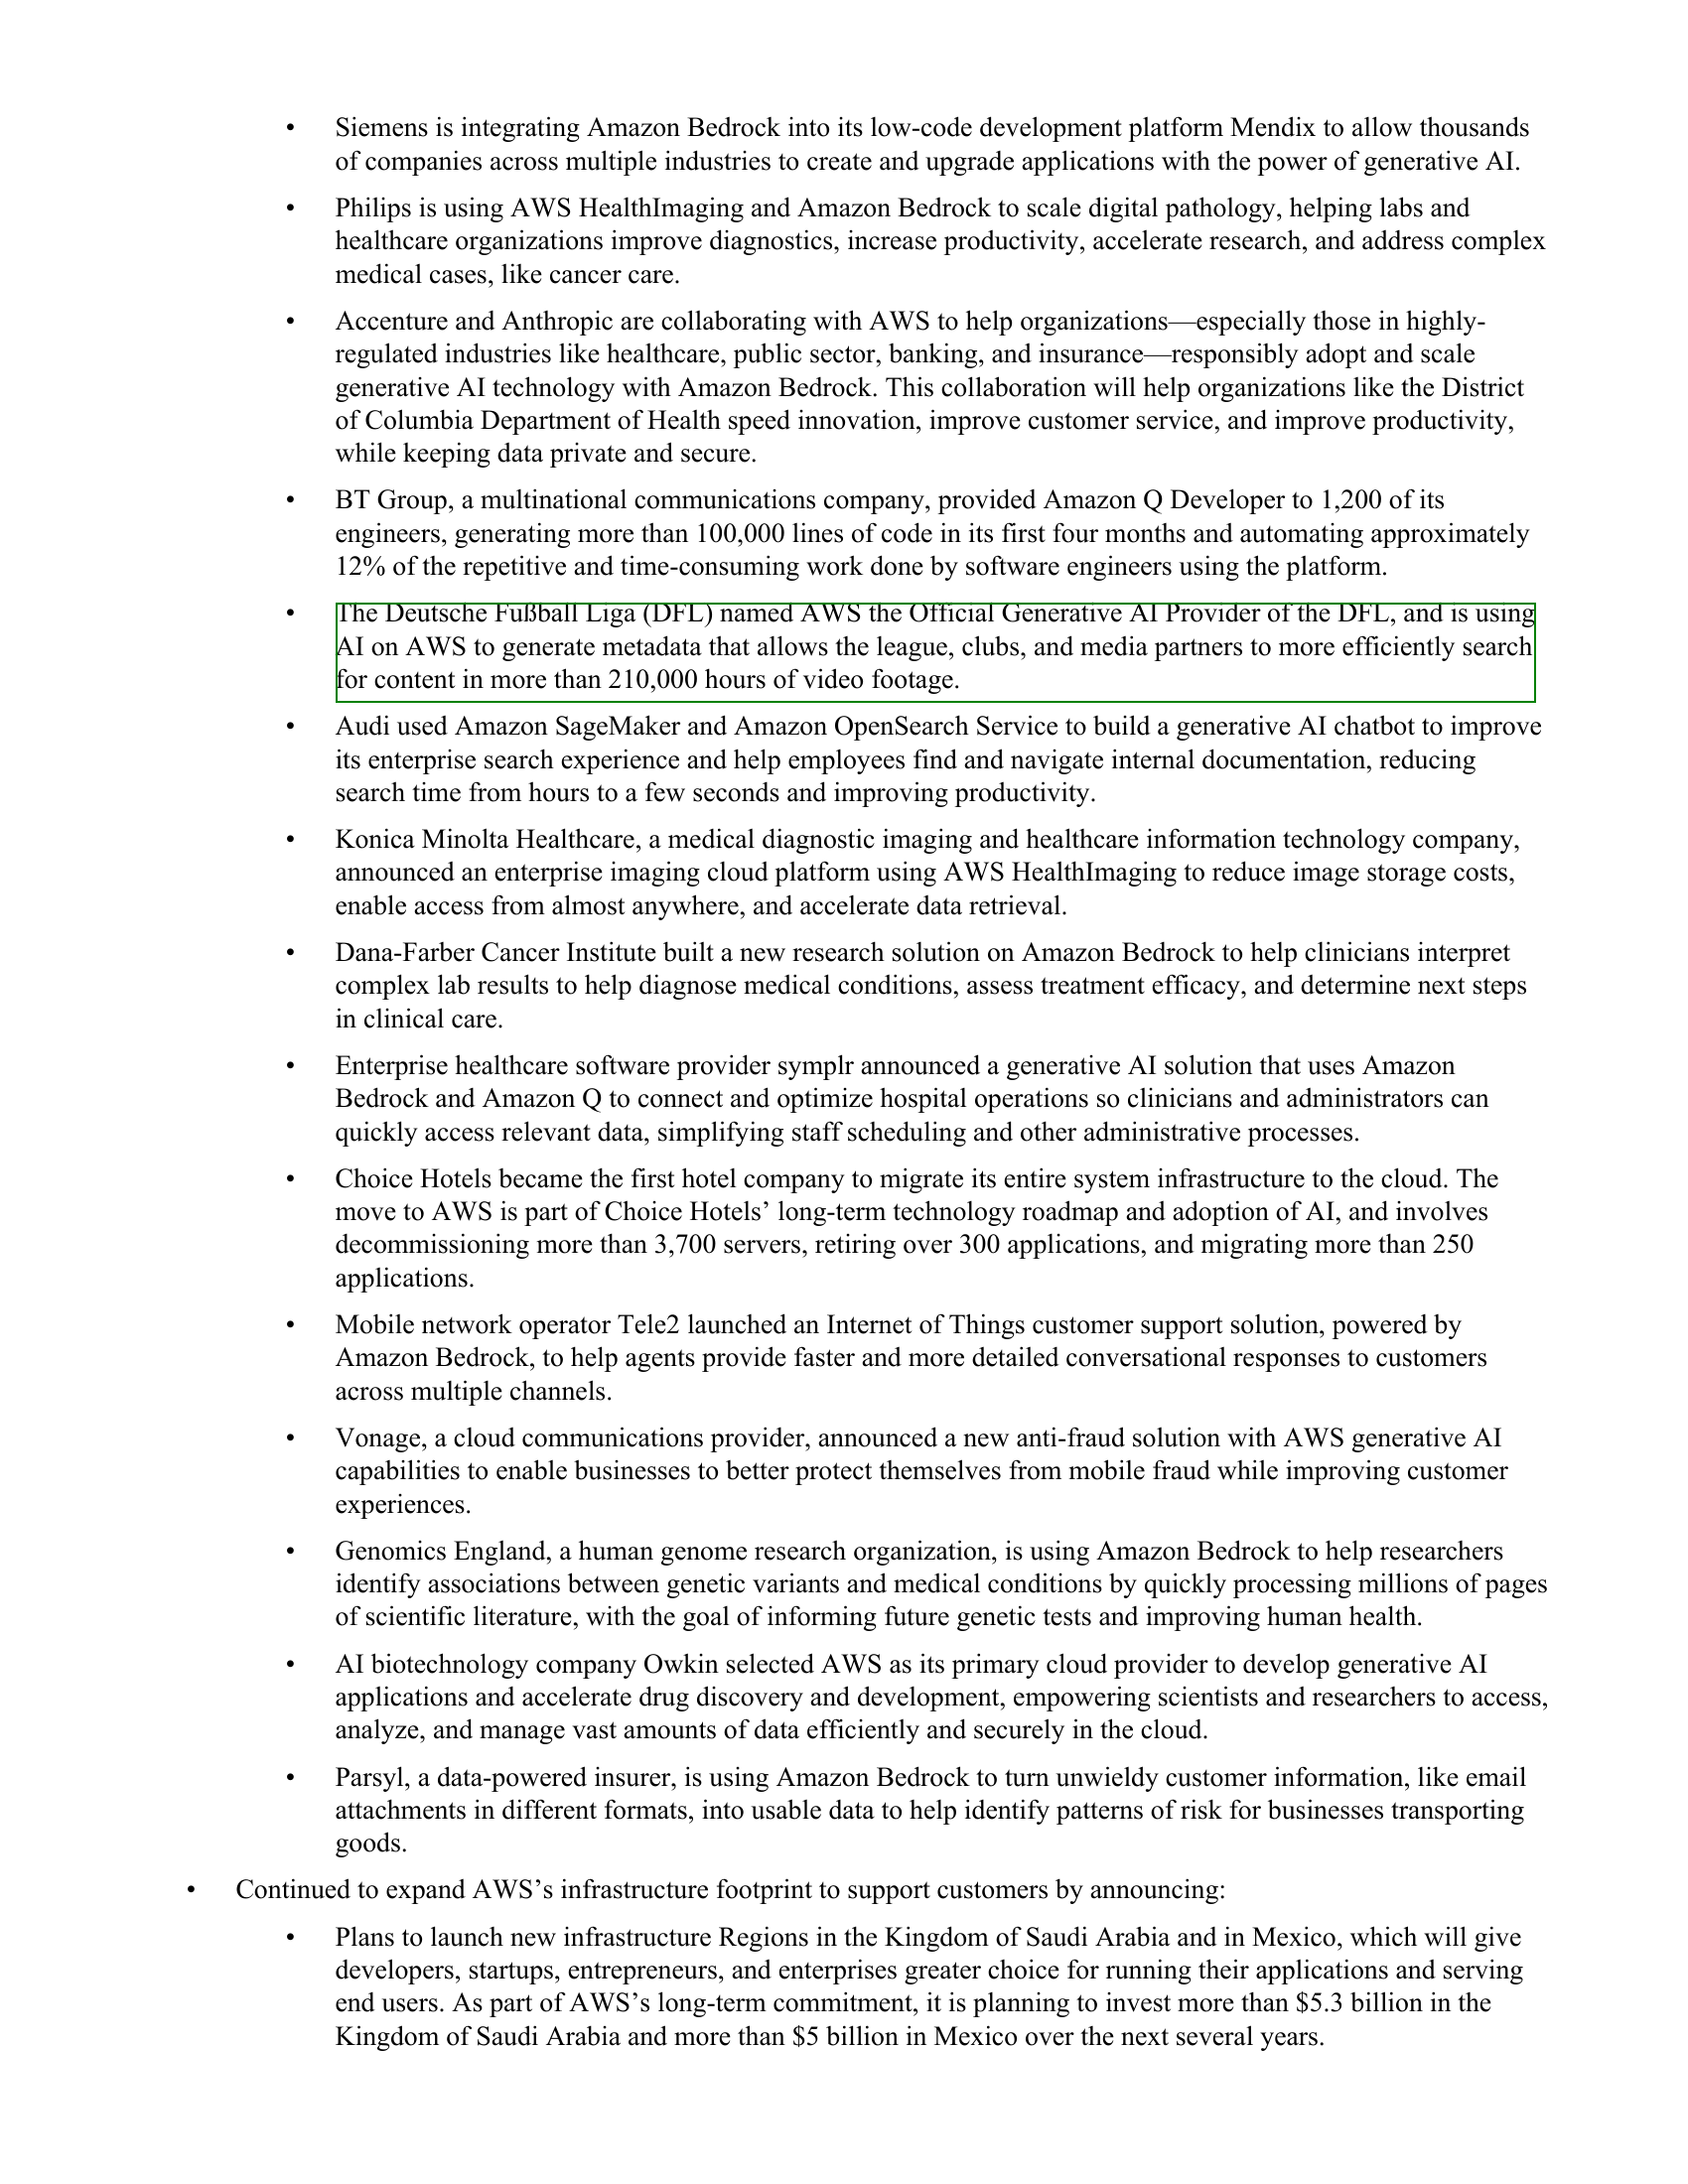 • Siemens is integrating Amazon Bedrock into its low-code development platform Mendix to allow thousands
of companies across multiple industries to create and upgrade applications with the power of generative AI.
• Philips is using AWS HealthImaging and Amazon Bedrock to scale digital pathology, helping labs and
healthcare organizations improve diagnostics, increase productivity, accelerate research, and address complex
medical cases, like cancer care.
• Accenture and Anthropic are collaborating with AWS to help organizations—especially those in highly-
regulated industries like healthcare, public sector, banking, and insurance—responsibly adopt and scale
generative AI technology with Amazon Bedrock. This collaboration will help organizations like the District
of Columbia Department of Health speed innovation, improve customer service, and improve productivity,
while keeping data private and secure.
• BT Group, a multinational communications company, provided Amazon Q Developer to 1,200 of its
engineers, generating more than 100,000 lines of code in its first four months and automating approximately
12% of the repetitive and time-consuming work done by software engineers using the platform.
• The Deutsche Fußball Liga (DFL) named AWS the Official Generative AI Provider of the DFL, and is using
AI on AWS to generate metadata that allows the league, clubs, and media partners to more efficiently search
for content in more than 210,000 hours of video footage.
• Audi used Amazon SageMaker and Amazon OpenSearch Service to build a generative AI chatbot to improve
its enterprise search experience and help employees find and navigate internal documentation, reducing
search time from hours to a few seconds and improving productivity.
• Konica Minolta Healthcare, a medical diagnostic imaging and healthcare information technology company,
announced an enterprise imaging cloud platform using AWS HealthImaging to reduce image storage costs,
enable access from almost anywhere, and accelerate data retrieval.
• Dana-Farber Cancer Institute built a new research solution on Amazon Bedrock to help clinicians interpret
complex lab results to help diagnose medical conditions, assess treatment efficacy, and determine next steps
in clinical care.
• Enterprise healthcare software provider symplr announced a generative AI solution that uses Amazon
Bedrock and Amazon Q to connect and optimize hospital operations so clinicians and administrators can
quickly access relevant data, simplifying staff scheduling and other administrative processes.
• Choice Hotels became the first hotel company to migrate its entire system infrastructure to the cloud. The
move to AWS is part of Choice Hotels’ long-term technology roadmap and adoption of AI, and involves
decommissioning more than 3,700 servers, retiring over 300 applications, and migrating more than 250
applications.
• Mobile network operator Tele2 launched an Internet of Things customer support solution, powered by
Amazon Bedrock, to help agents provide faster and more detailed conversational responses to customers
across multiple channels.
• Vonage, a cloud communications provider, announced a new anti-fraud solution with AWS generative AI
capabilities to enable businesses to better protect themselves from mobile fraud while improving customer
experiences.
• Genomics England, a human genome research organization, is using Amazon Bedrock to help researchers
identify associations between genetic variants and medical conditions by quickly processing millions of pages
of scientific literature, with the goal of informing future genetic tests and improving human health.
• AI biotechnology company Owkin selected AWS as its primary cloud provider to develop generative AI
applications and accelerate drug discovery and development, empowering scientists and researchers to access,
analyze, and manage vast amounts of data efficiently and securely in the cloud.
• Parsyl, a data-powered insurer, is using Amazon Bedrock to turn unwieldy customer information, like email
attachments in different formats, into usable data to help identify patterns of risk for businesses transporting
goods.
• Continued to expand AWS’s infrastructure footprint to support customers by announcing:
• Plans to launch new infrastructure Regions in the Kingdom of Saudi Arabia and in Mexico, which will give
developers, startups, entrepreneurs, and enterprises greater choice for running their applications and serving
end users. As part of AWS’s long-term commitment, it is planning to invest more than $5.3 billion in the
Kingdom of Saudi Arabia and more than $5 billion in Mexico over the next several years.